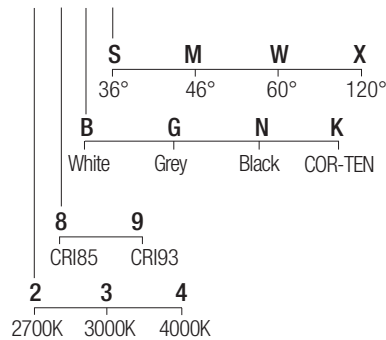 S M W X
36° 46° 60° 120°
B G N K
White Grey Black COR-TEN
8 9
CRI85 CRI93
2 3 4
2700K 3000K 4000K